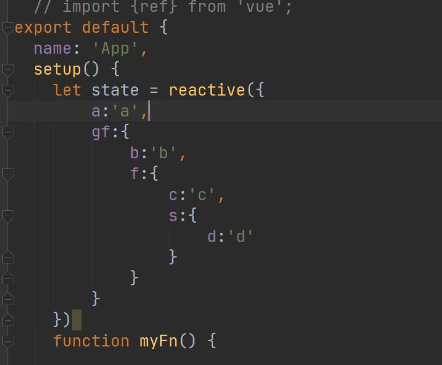 // import {ref} from 'vue';
export default {
  name: 'App',
  setup() {
    let state = reactive({
        a:'a',
        gf:{
            b:'b',
            f:{
                c:'c',
                s:{
                    d:'d'
                }
            }
        }
    })
    function myFn() {